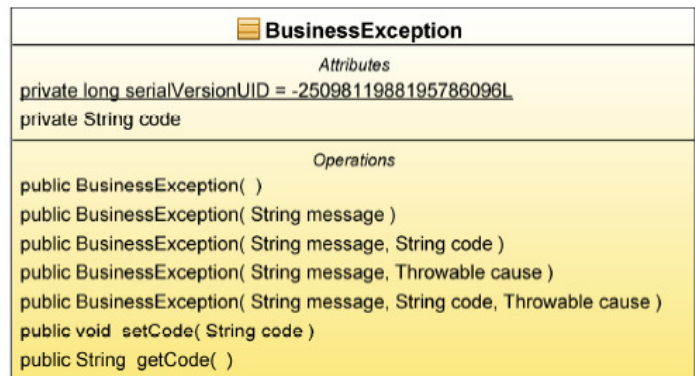 BusinessException
Attributes
private long serialVersionUID = -2509811988195786096L
private String code
Operations
public BusinessException( )
public BusinessException( String message )
public BusinessException( String message, String code )
public BusinessException( String message, Throwable cause )
public BusinessException( String message, String code, Throwable cause )
public void setCode( String code )
public String getCode( )